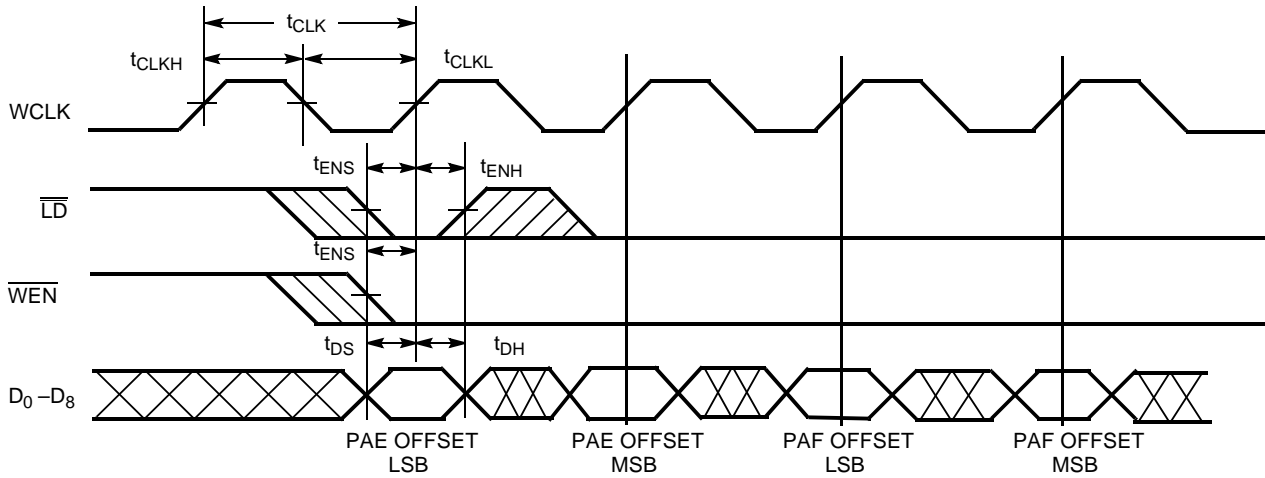 tCLK
tCLKH
tCLKL
WCLK
tENS
tENH
LD
tENS
WEN
tDS
tDH
D0 –D8
PAE OFFSET
LSB
PAE OFFSET
MSB
PAF OFFSET
LSB
PAF OFFSET
MSB